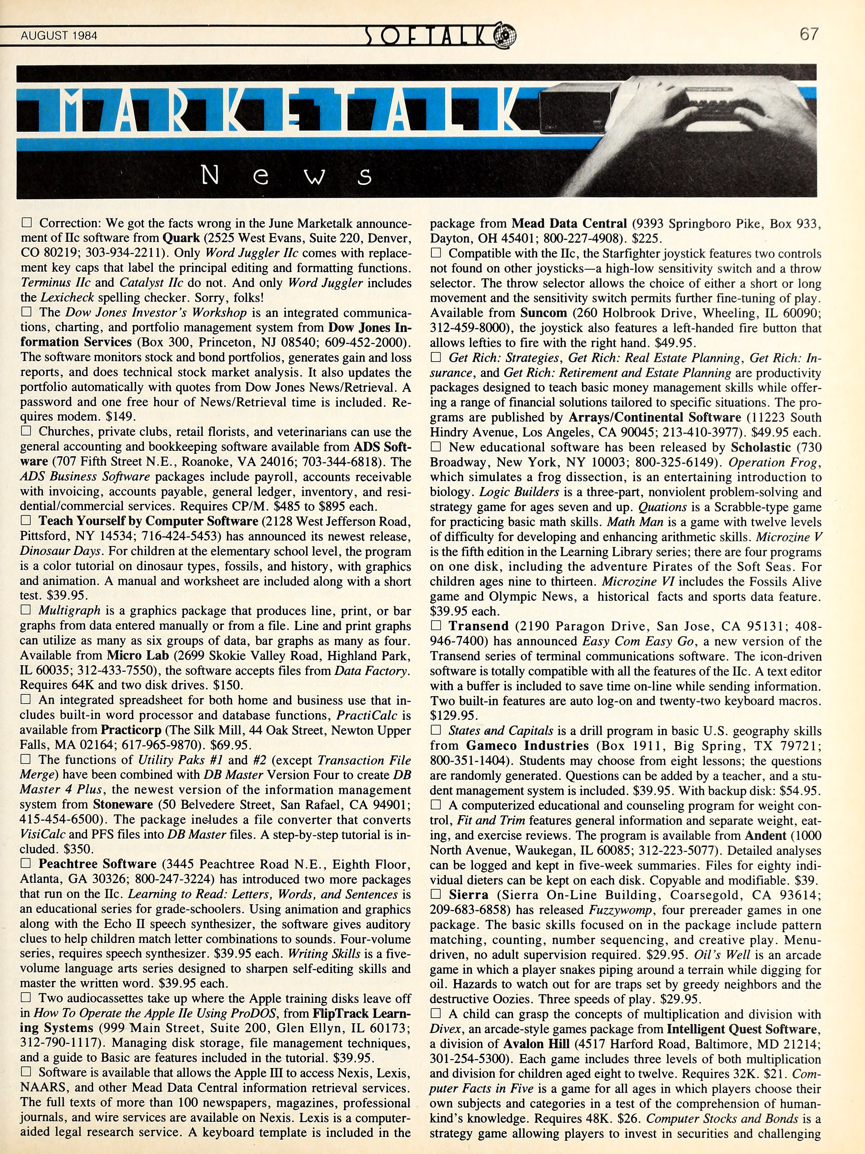 AUGUST 1984
SOFTALK
67
MARKETALK
News
☐ Correction: We got the facts wrong in the June Marketalk announce-
ment of IIc software from Quark (2525 West Evans, Suite 220, Denver,
CO 80219; 303-934-2211). Only Word Juggler IIc comes with replace-
ment key caps that label the principal editing and formatting functions.
Terminus IIc and Catalyst IIc do not. And only Word Juggler includes
the Lexicheck spelling checker. Sorry, folks!
☐ The Dow Jones Investor's Workshop is an integrated communica-
tions, charting, and portfolio management system from Dow Jones In-
formation Services (Box 300, Princeton, NJ 08540; 609-452-2000).
The software monitors stock and bond portfolios, generates gain and loss
reports, and does technical stock market analysis. It also updates the
portfolio automatically with quotes from Dow Jones News/Retrieval. A
password and one free hour of News/Retrieval time is included. Re-
quires modem. $149.
☐ Churches, private clubs, retail florists, and veterinarians can use the
general accounting and bookkeeping software available from ADS Soft-
ware (707 Fifth Street N.E., Roanoke, VA 24016; 703-344-6818). The
ADS Business Software packages include payroll, accounts receivable
with invoicing, accounts payable, general ledger, inventory, and resi-
dential/commercial services. Requires CP/M. $485 to $895 each.
☐ Teach Yourself by Computer Software (2128 West Jefferson Road,
Pittsford, NY 14534; 716-424-5453) has announced its newest release,
Dinosaur Days. For children at the elementary school level, the program
is a color tutorial on dinosaur types, fossils, and history, with graphics
and animation. A manual and worksheet are included along with a short
test. $39.95.
☐ Multigraph is a graphics package that produces line, print, or bar
graphs from data entered manually or from a file. Line and print graphs
can utilize as many as six groups of data, bar graphs as many as four.
Available from Micro Lab (2699 Skokie Valley Road, Highland Park,
IL 60035; 312-433-7550), the software accepts files from Data Factory.
Requires 64K and two disk drives. $150.
☐ An integrated spreadsheet for both home and business use that in-
cludes built-in word processor and database functions, PractiCalc is
available from Practicorp (The Silk Mill, 44 Oak Street, Newton Upper
Falls, MA 02164; 617-965-9870). $69.95.
☐ The functions of Utility Paks #1 and #2 (except Transaction File
Merge) have been combined with DB Master Version Four to create DB
Master 4 Plus, the newest version of the information management
system from Stoneware (50 Belvedere Street, San Rafael, CA 94901;
415-454-6500). The package includes a file converter that converts
VisiCalc and PFS files into DB Master files. A step-by-step tutorial is in-
cluded. $350.
☐ Peachtree Software (3445 Peachtree Road N.E., Eighth Floor,
Atlanta, GA 30326; 800-247-3224) has introduced two more packages
that run on the IIc. Learning to Read: Letters, Words, and Sentences is
an educational series for grade-schoolers. Using animation and graphics
along with the Echo II speech synthesizer, the software gives auditory
clues to help children match letter combinations to sounds. Four-volume
series, requires speech synthesizer. $39.95 each. Writing Skills is a five-
volume language arts series designed to sharpen self-editing skills and
master the written word. $39.95 each.
☐ Two audiocassettes take up where the Apple training disks leave off
in How To Operate the Apple IIe Using ProDOS, from FlipTrack Learn-
ing Systems (999 Main Street, Suite 200, Glen Ellyn, IL 60173;
312-790-1117). Managing disk storage, file management techniques,
and a guide to Basic are features included in the tutorial. $39.95.
☐ Software is available that allows the Apple III to access Nexis, Lexis,
NAARS, and other Mead Data Central information retrieval services.
The full texts of more than 100 newspapers, magazines, professional
journals, and wire services are available on Nexis. Lexis is a computer-
aided legal research service. A keyboard template is included in the
package from Mead Data Central (9393 Springboro Pike, Box 933,
Dayton, OH 45401; 800-227-4908). $225.
☐ Compatible with the IIc, the Starfighter joystick features two controls
not found on other joysticks—a high-low sensitivity switch and a throw
selector. The throw selector allows the choice of either a short or long
movement and the sensitivity switch permits further fine-tuning of play.
Available from Suncom (260 Holbrook Drive, Wheeling, IL 60090;
312-459-8000), the joystick also features a left-handed fire button that
allows lefties to fire with the right hand. $49.95.
☐ Get Rich: Strategies, Get Rich: Real Estate Planning, Get Rich: In-
surance, and Get Rich: Retirement and Estate Planning are productivity
packages designed to teach basic money management skills while offer-
ing a range of financial solutions tailored to specific situations. The pro-
grams are published by Arrays/Continental Software (11223 South
Hindry Avenue, Los Angeles, CA 90045; 213-410-3977). $49.95 each.
☐ New educational software has been released by Scholastic (730
Broadway, New York, NY 10003; 800-325-6149). Operation Frog,
which simulates a frog dissection, is an entertaining introduction to
biology. Logic Builders is a three-part, nonviolent problem-solving and
strategy game for ages seven and up. Quations is a Scrabble-type game
for practicing basic math skills. Math Man is a game with twelve levels
of difficulty for developing and enhancing arithmetic skills. Microzine V
is the fifth edition in the Learning Library series; there are four programs
on one disk, including the adventure Pirates of the Soft Seas. For
children ages nine to thirteen. Microzine VI includes the Fossils Alive
game and Olympic News, a historical facts and sports data feature.
$39.95 each.
☐ Transend (2190 Paragon Drive, San Jose, CA 95131; 408-
946-7400) has announced Easy Com Easy Go, a new version of the
Transend series of terminal communications software. The icon-driven
software is totally compatible with all the features of the IIc. A text editor
with a buffer is included to save time on-line while sending information.
Two built-in features are auto log-on and twenty-two keyboard macros.
$129.95.
☐ States and Capitals is a drill program in basic U.S. geography skills
from Gameco Industries (Box 1911, Big Spring, TX 79721;
800-351-1404). Students may choose from eight lessons; the questions
are randomly generated. Questions can be added by a teacher, and a stu-
dent management system is included. $39.95. With backup disk: $54.95.
☐ A computerized educational and counseling program for weight con-
trol, Fit and Trim features general information and separate weight, eat-
ing, and exercise reviews. The program is available from Andent (1000
North Avenue, Waukegan, IL 60085; 312-223-5077). Detailed analyses
can be logged and kept in five-week summaries. Files for eighty indi-
vidual dieters can be kept on each disk. Copyable and modifiable. $39.
☐ Sierra (Sierra On-Line Building, Coarsegold, CA 93614;
209-683-6858) has released Fuzzywomp, four prereader games in one
package. The basic skills focused on in the package include pattern
matching, counting, number sequencing, and creative play. Menu-
driven, no adult supervision required. $29.95. Oil's Well is an arcade
game in which a player snakes piping around a terrain while digging for
oil. Hazards to watch out for are traps set by greedy neighbors and the
destructive Oozies. Three speeds of play. $29.95.
☐ A child can grasp the concepts of multiplication and division with
Divex, an arcade-style games package from Intelligent Quest Software,
a division of Avalon Hill (4517 Harford Road, Baltimore, MD 21214;
301-254-5300). Each game includes three levels of both multiplication
and division for children aged eight to twelve. Requires 32K. $21. Com-
puter Facts in Five is a game for all ages in which players choose their
own subjects and categories in a test of the comprehension of human-
kind's knowledge. Requires 48K. $26. Computer Stocks and Bonds is a
strategy game allowing players to invest in securities and challenging